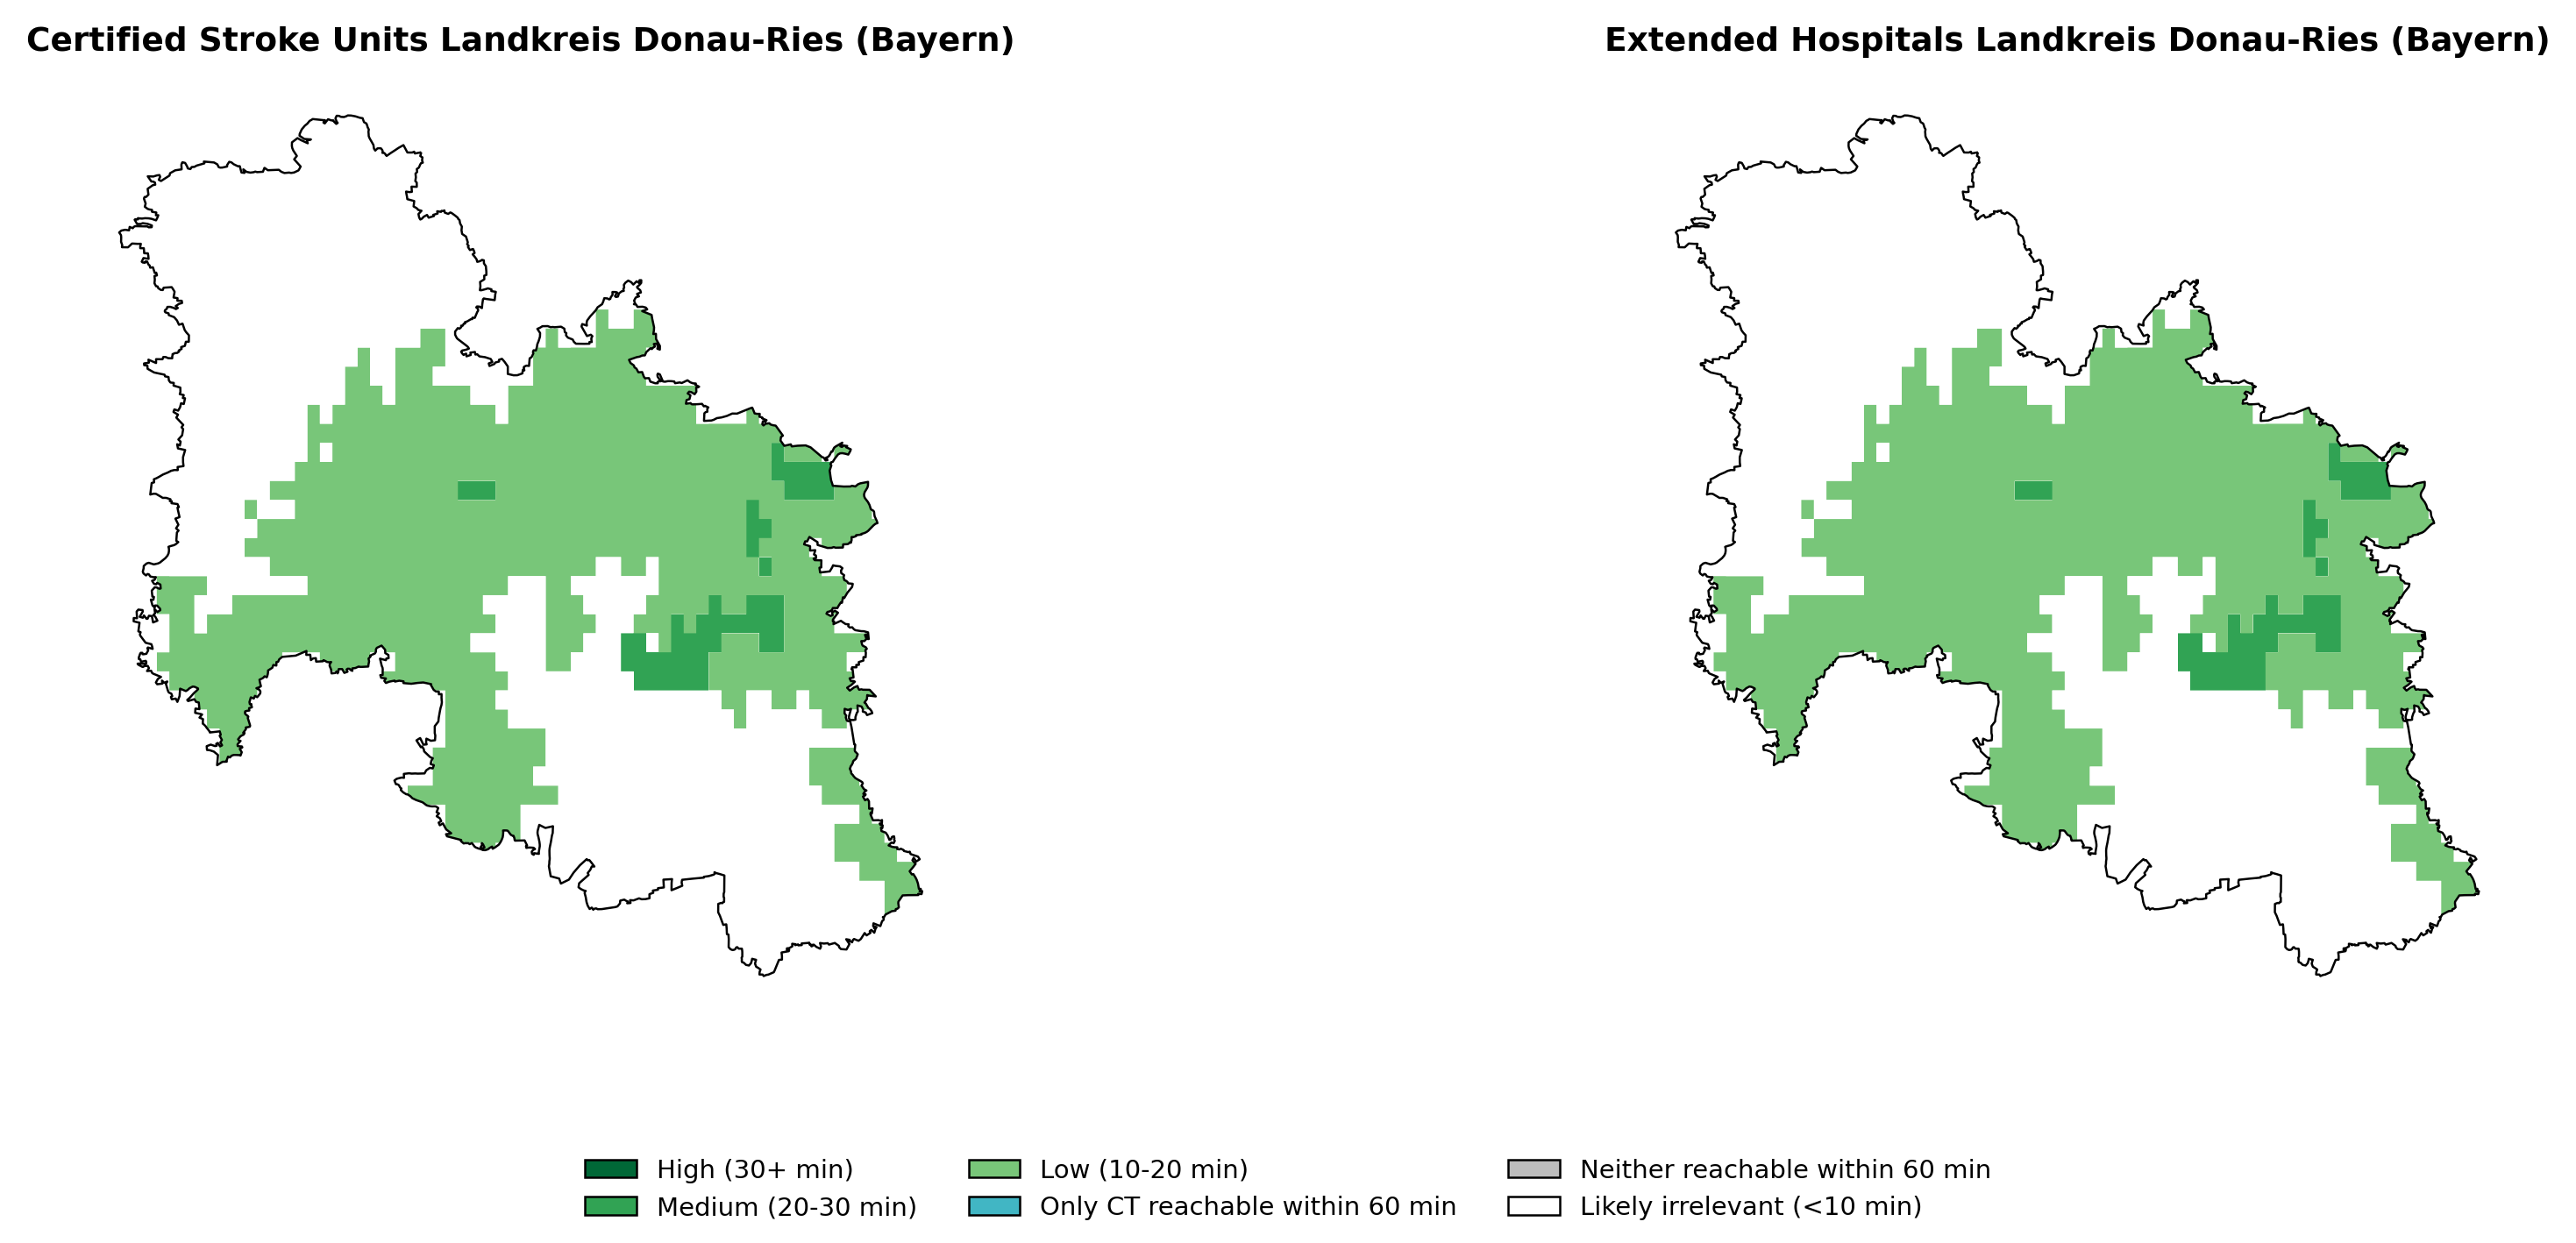 Certified Stroke Units Landkreis Donau-Ries (Bayern)
Extended Hospitals Landkreis Donau-Ries (Bayern)
High (30+ min)
Medium (20-30 min)
Low (10-20 min)
Only CT reachable within 60 min
Neither reachable within 60 min
Likely irrelevant (<10 min)